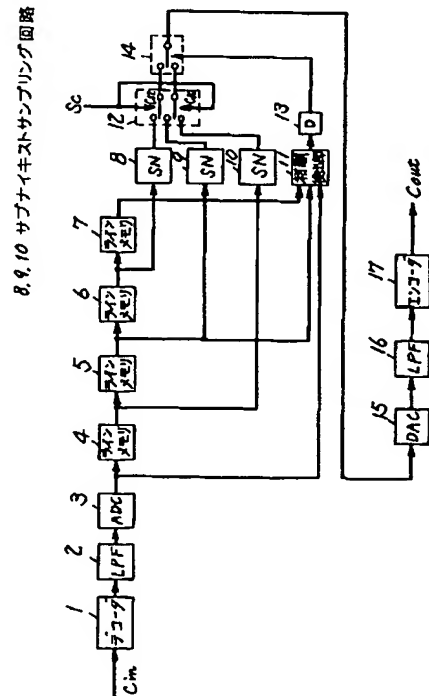 8.9.10 サブナイキストサンプリング回路
Cin
1
デコーダ
2
LPF
3
ADC
4
ラインメモリ
5
ラインメモリ
6
ラインメモリ
7
ラインメモリ
8
SN
9
SN
10
SN
11
相関検出部
12
Sc
13
D
14
15
DAC
16
LPF
17
エンコーダ
Cout